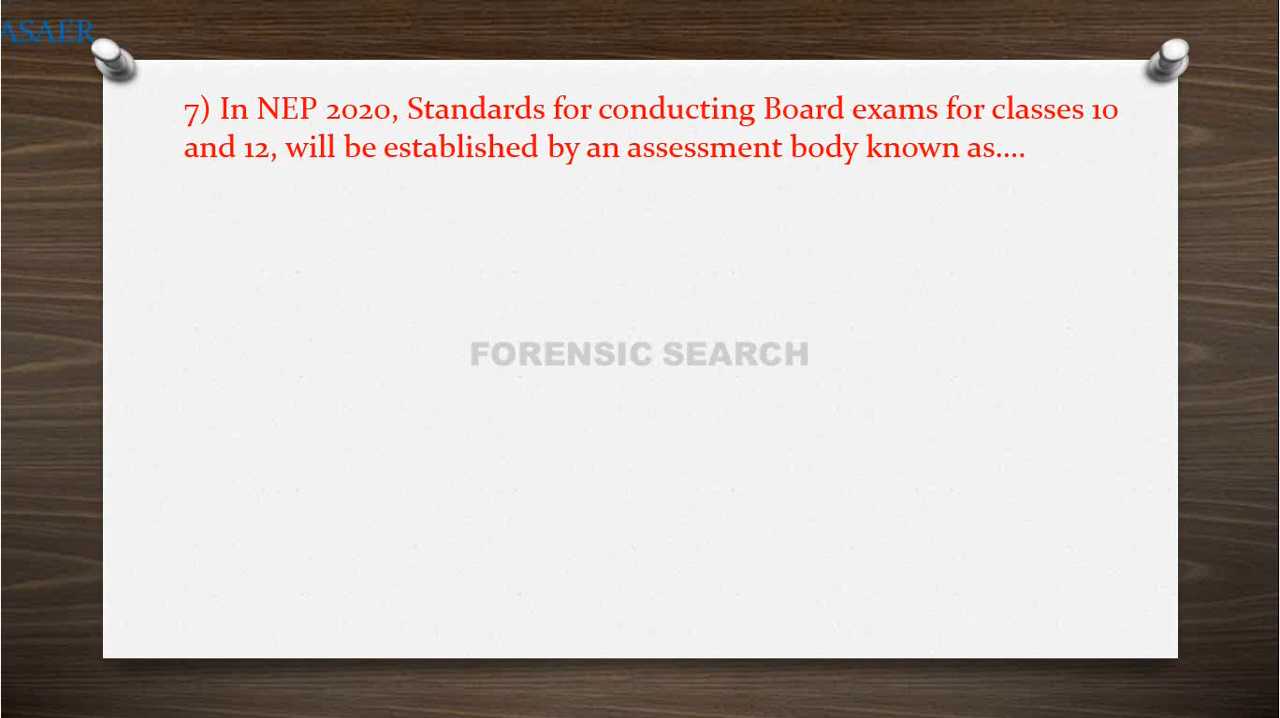 ASAER
7) In NEP 2020, Standards for conducting Board exams for classes 10
and 12, will be established by an assessment body known as....
FORENSIC SEARCH